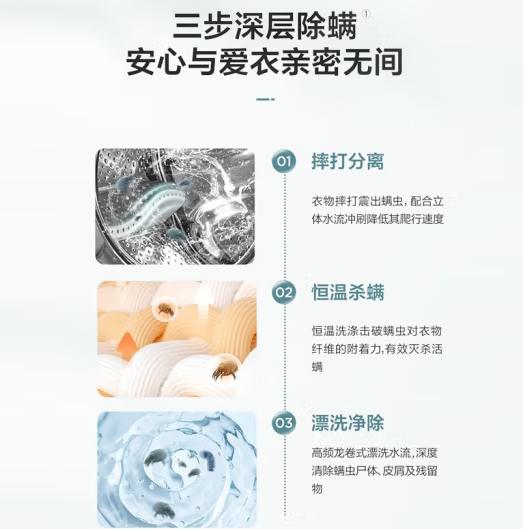 三步深层除螨①
安心与爱衣亲密无间
01 摔打分离
衣物摔打震出螨虫，配合立
体水流冲刷降低其爬行速度
02 恒温杀螨
恒温洗涤击破螨虫对衣物
纤维的附着力,有效灭杀活
螨
03 漂洗净除
高频龙卷式漂洗水流,深度
清除螨虫尸体、皮屑及残留
物